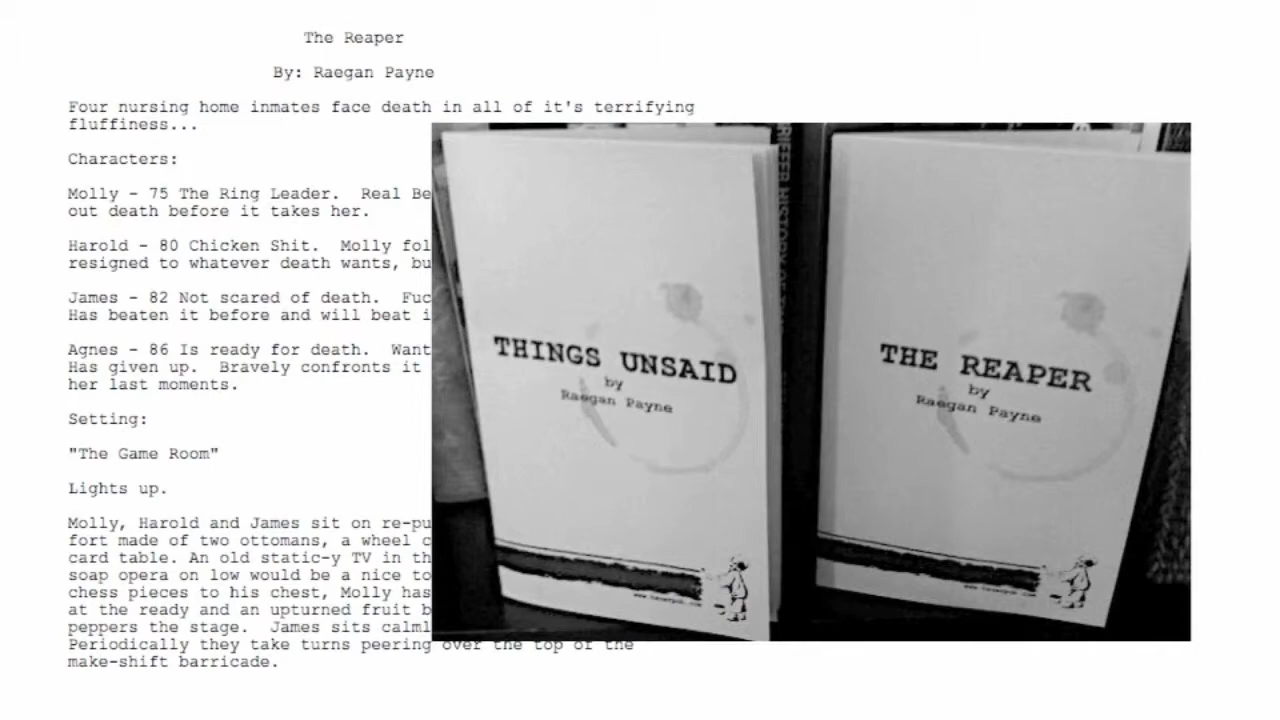 The Reaper
By: Raegan Payne
Four nursing home inmates face death in all of it's terrifying
fluffiness...
Characters:
Molly - 75 The Ring Leader.  Real Be
out death before it takes her.
Harold - 80 Chicken Shit.  Molly fol
resigned to whatever death wants, bu
James - 82 Not scared of death.  Fuc
Has beaten it before and will beat i
Agnes - 86 Is ready for death.  Want
Has given up.  Bravely confronts it
her last moments.
Setting:
"The Game Room"
Lights up.
Molly, Harold and James sit on re-pu
fort made of two ottomans, a wheel c
card table. An old static-y TV in th
soap opera on low would be a nice to
chess pieces to his chest, Molly has
at the ready and an upturned fruit b
peppers the stage.  James sits calml
Periodically they take turns peering over the top of the
make-shift barricade.
THINGS UNSAID
by
Raegan Payne
THE REAPER
by
Raegan Payne